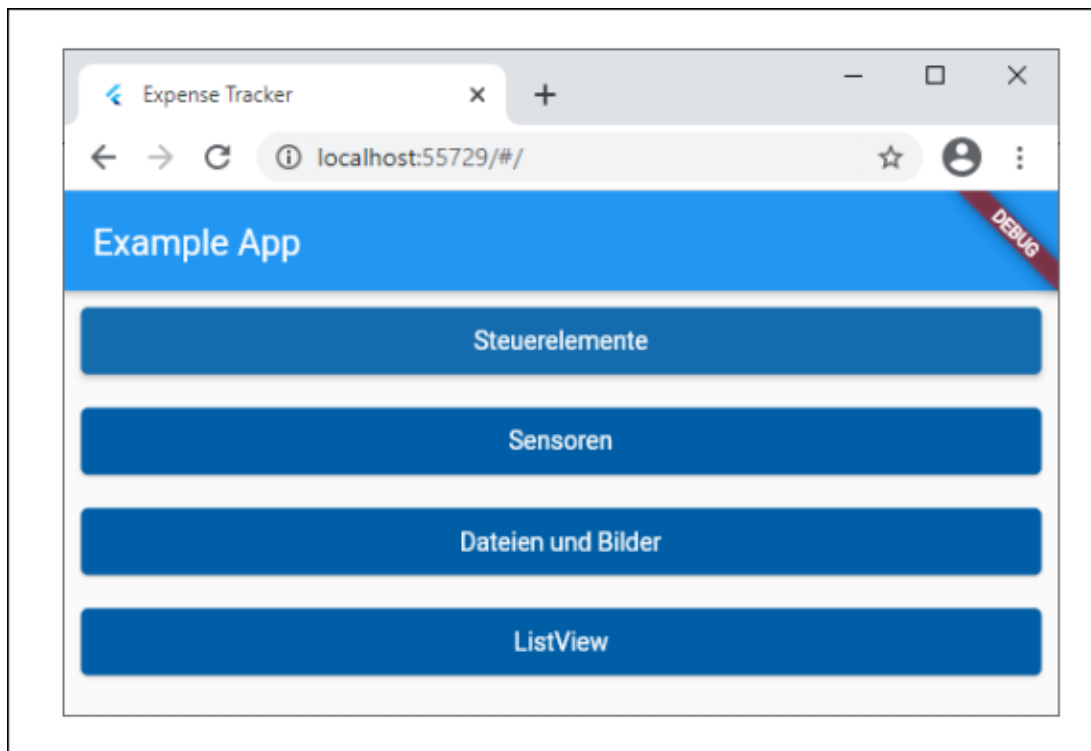 Expense Tracker
localhost:55729/#/
Example App
DEBUG
Steuerelemente
Sensoren
Dateien und Bilder
ListView